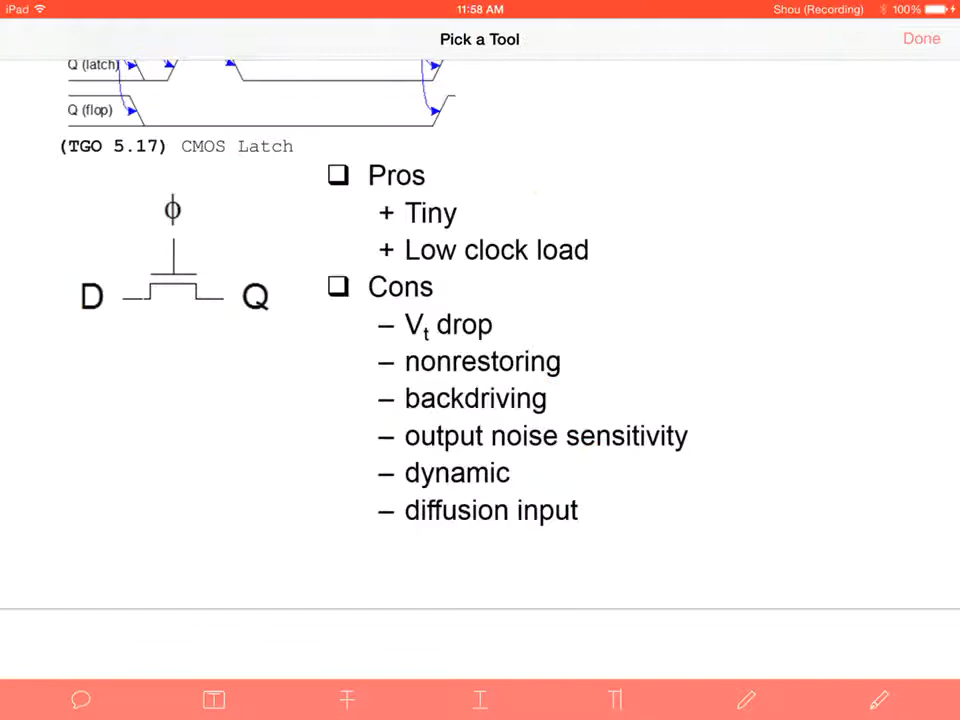 iPad 11:58 AM Shou (Recording) 100%
Pick a Tool Done
Q (latch)
Q (flop)
(TGO 5.17) CMOS Latch
❏ Pros
+ Tiny
+ Low clock load
❏ Cons
– Vt drop
– nonrestoring
– backdriving
– output noise sensitivity
– dynamic
– diffusion input
ϕ
D Q